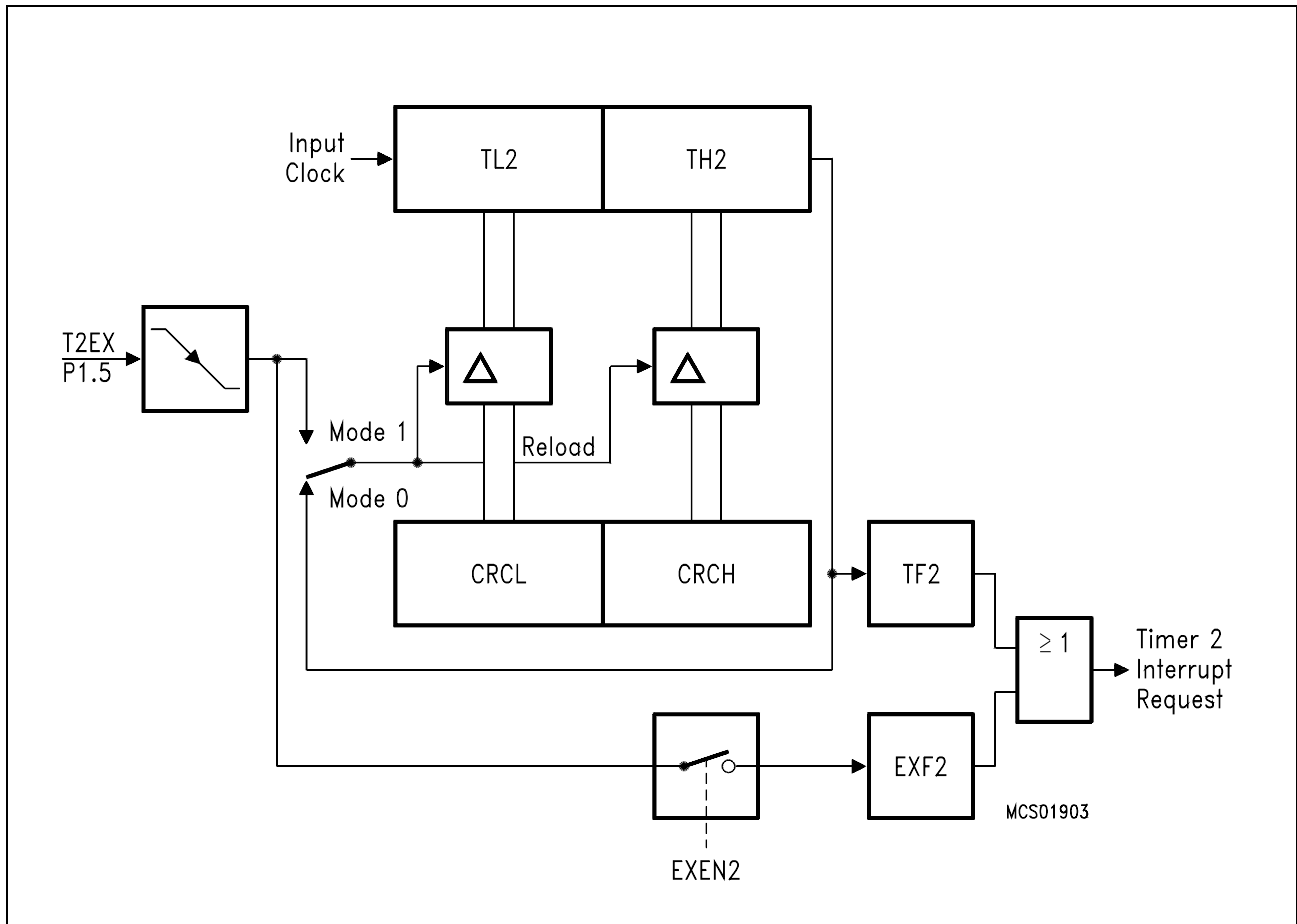 Input
Clock
TL2
TH2
T2EX
P1.5
Mode 1
Reload
Mode 0
CRCL
CRCH
TF2
≥ 1
Timer 2
Interrupt
Request
EXF2
MCS01903
EXEN2